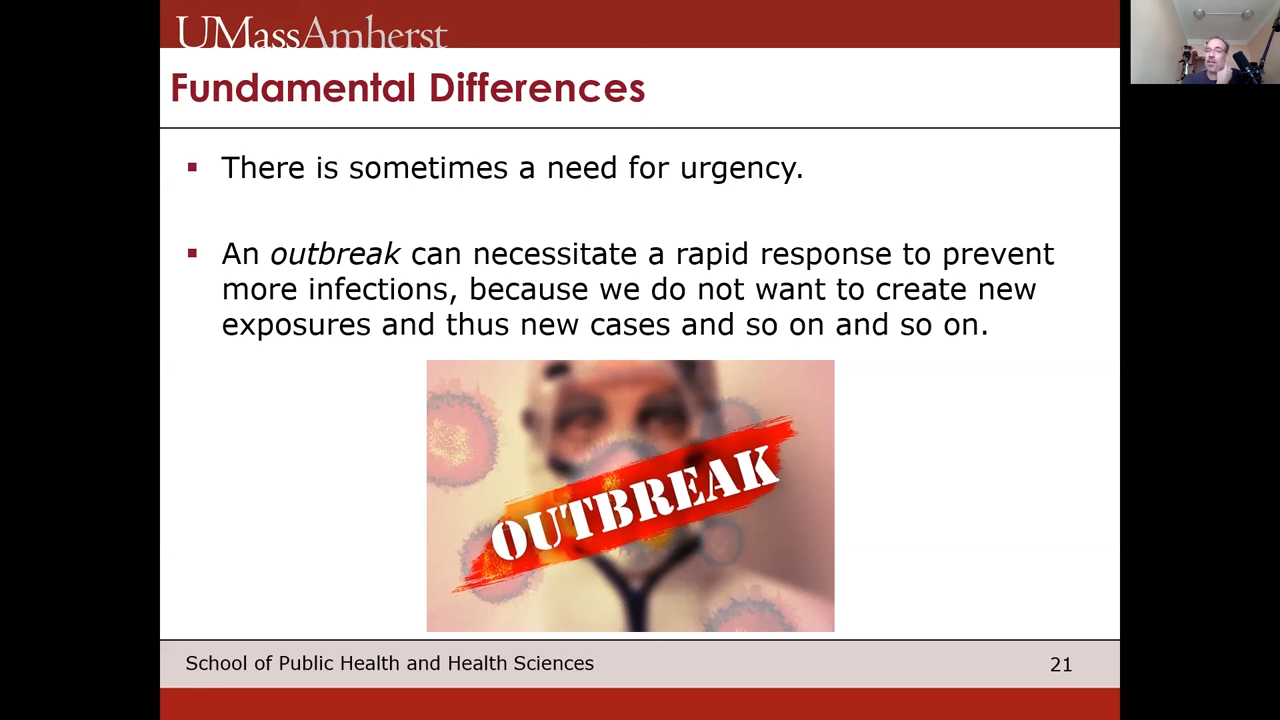 UMassAmherst
Fundamental Differences
▪ There is sometimes a need for urgency.
▪ An outbreak can necessitate a rapid response to prevent
more infections, because we do not want to create new
exposures and thus new cases and so on and so on.
OUTBREAK
School of Public Health and Health Sciences
21